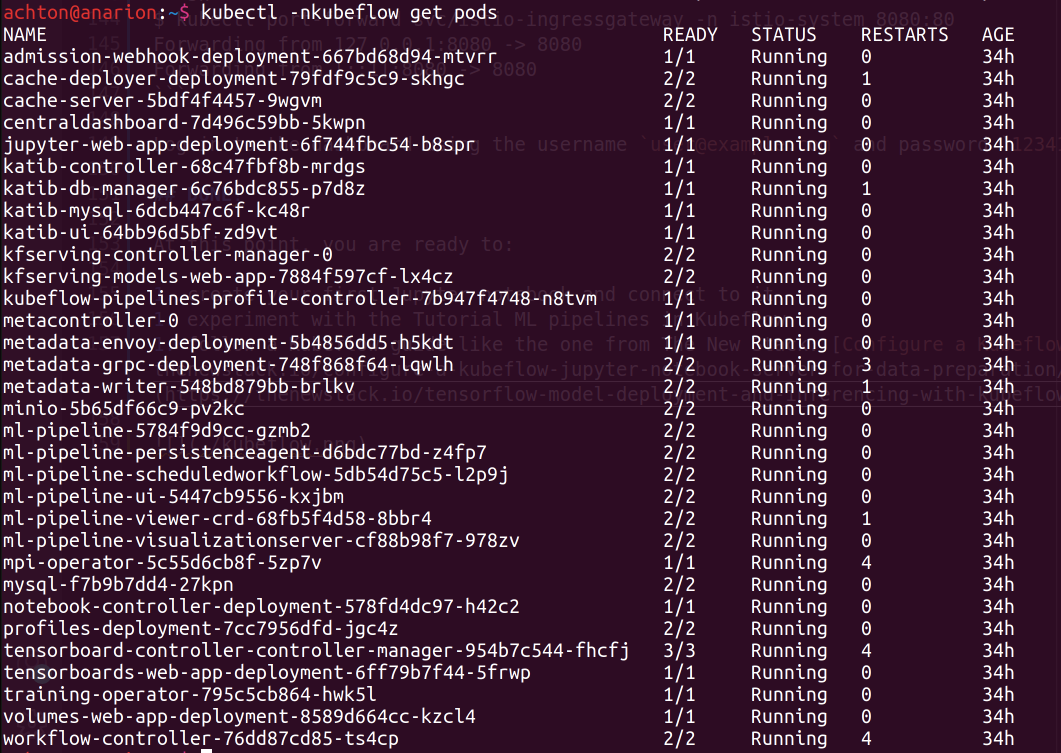 achton@anarion:~$ kubectl -nkubeflow get pods
NAME READY STATUS RESTARTS AGE
admission-webhook-deployment-667bd68d94-mtvrr 1/1 Running 0 34h
cache-deployer-deployment-79fdf9c5c9-skhgc 2/2 Running 1 34h
cache-server-5bdf4f4457-9wgvm 2/2 Running 0 34h
centraldashboard-7d496c59bb-5kwpn 1/1 Running 0 34h
jupyter-web-app-deployment-6f744fbc54-b8spr 1/1 Running 0 34h
katib-controller-68c47fbf8b-mrdgs 1/1 Running 0 34h
katib-db-manager-6c76bdc855-p7d8z 1/1 Running 1 34h
katib-mysql-6dcb447c6f-kc48r 1/1 Running 0 34h
katib-ui-64bb96d5bf-zd9vt 1/1 Running 0 34h
kfserving-controller-manager-0 2/2 Running 0 34h
kfserving-models-web-app-7884f597cf-lx4cz 2/2 Running 0 34h
kubeflow-pipelines-profile-controller-7b947f4748-n8tvm 1/1 Running 0 34h
metacontroller-0 1/1 Running 0 34h
metadata-envoy-deployment-5b4856dd5-h5kdt 1/1 Running 0 34h
metadata-grpc-deployment-748f868f64-lqwlh 2/2 Running 3 34h
metadata-writer-548bd879bb-brlkv 2/2 Running 1 34h
minio-5b65df66c9-pv2kc 2/2 Running 0 34h
ml-pipeline-5784f9d9cc-gzmb2 2/2 Running 0 34h
ml-pipeline-persistenceagent-d6bdc77bd-z4fp7 2/2 Running 0 34h
ml-pipeline-scheduledworkflow-5db54d75c5-l2p9j 2/2 Running 0 34h
ml-pipeline-ui-5447cb9556-kxjbm 2/2 Running 0 34h
ml-pipeline-viewer-crd-68fb5f4d58-8bbr4 2/2 Running 1 34h
ml-pipeline-visualizationserver-cf88b98f7-978zv 2/2 Running 0 34h
mpi-operator-5c55d6cb8f-5zp7v 1/1 Running 4 34h
mysql-f7b9b7dd4-27kpn 2/2 Running 0 34h
notebook-controller-deployment-578fd4dc97-h42c2 1/1 Running 0 34h
profiles-deployment-7cc7956dfd-jgc4z 2/2 Running 0 34h
tensorboard-controller-controller-manager-954b7c544-fhcfj 3/3 Running 4 34h
tensorboards-web-app-deployment-6ff79b7f44-5frwp 1/1 Running 0 34h
training-operator-795c5cb864-hwk5l 1/1 Running 0 34h
volumes-web-app-deployment-8589d664cc-kzcl4 1/1 Running 0 34h
workflow-controller-76dd87cd85-ts4cp 2/2 Running 4 34h